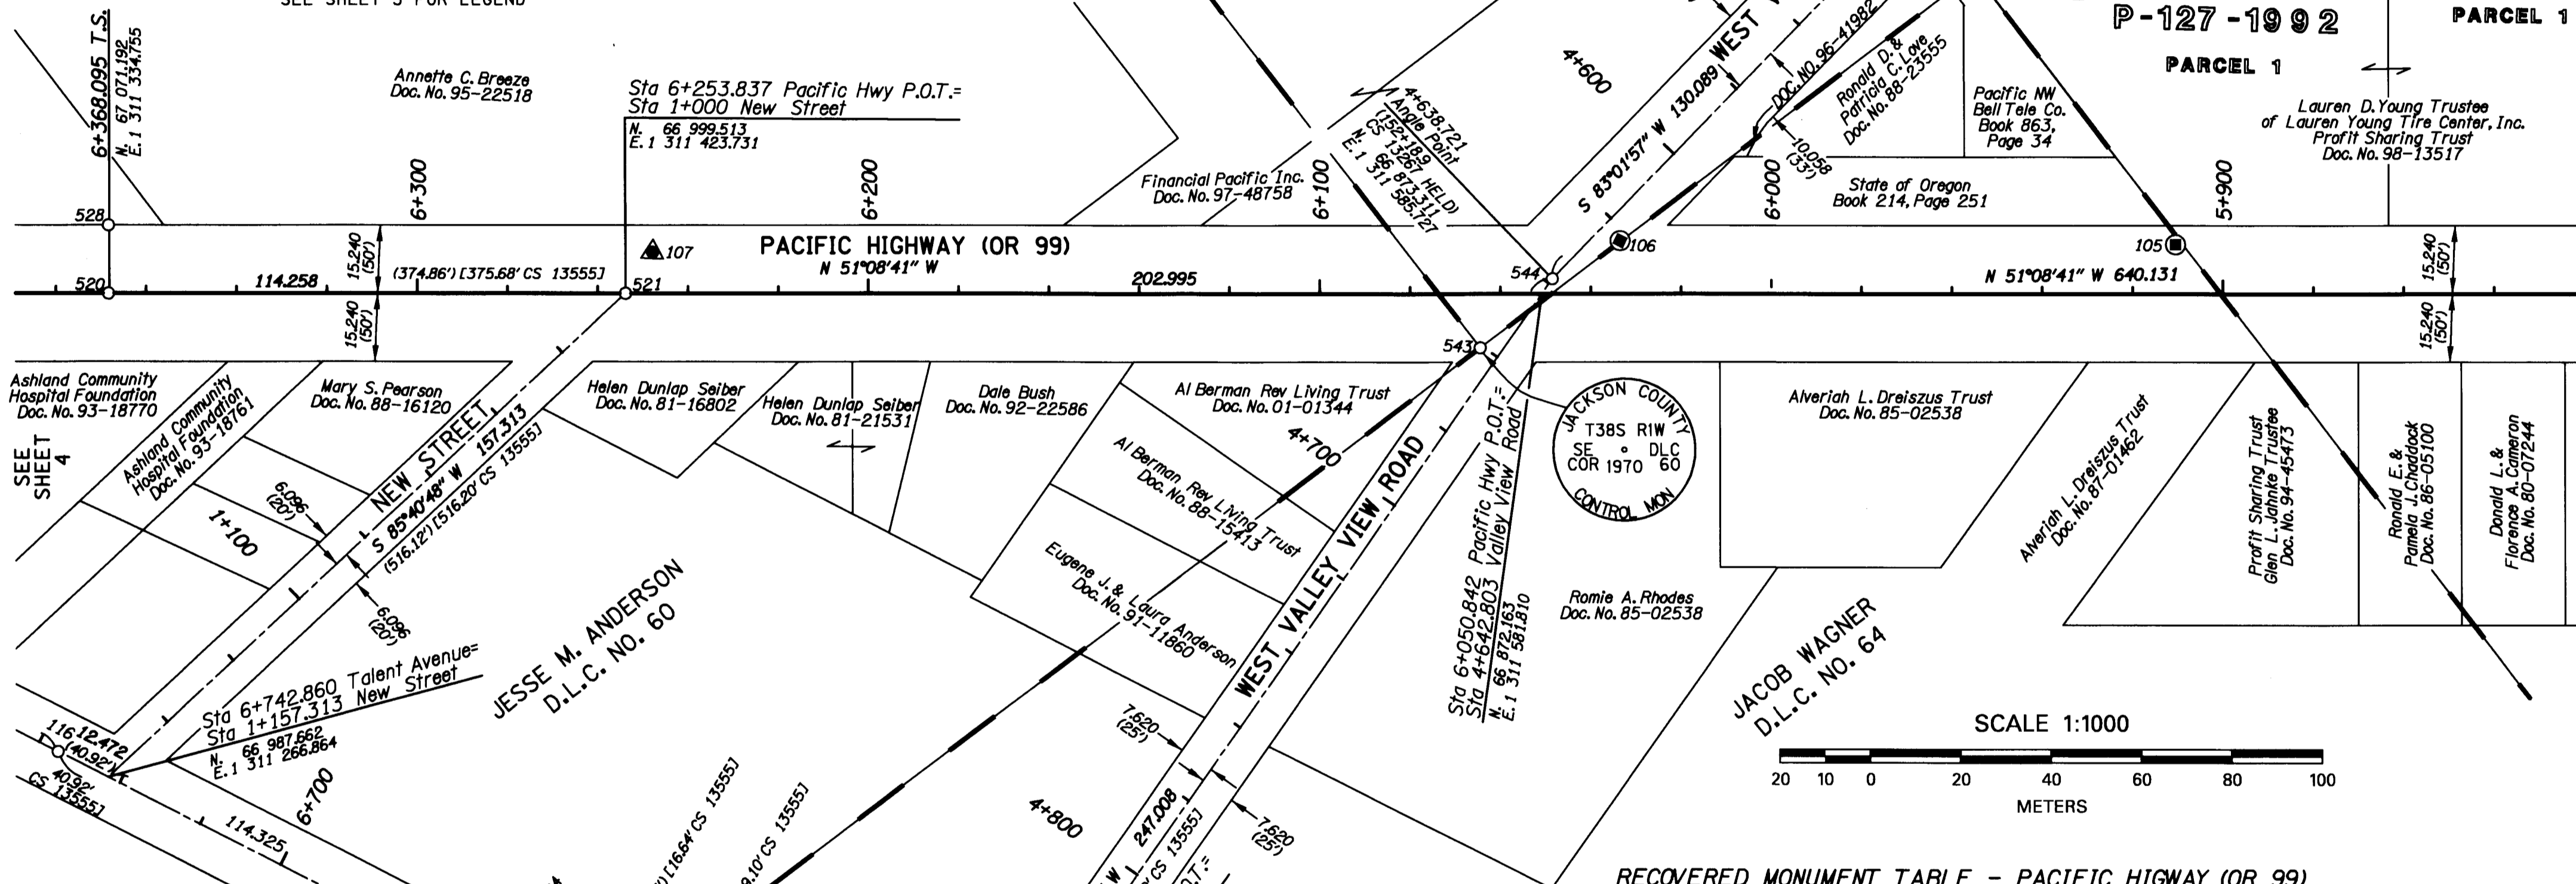 SEE SHEET 3 FOR LEGEND
6+368.095 T.S.
N. 67 071.192
E. 1 311 334.755
Annette C. Breeze
Doc. No. 95-22518
Sta 6+253.837 Pacific Hwy P.O.T.=
Sta 1+000 New Street
N. 66 999.513
E. 1 311 423.731
6+300
6+200
Financial Pacific Inc.
Doc. No. 97-48758
6+100
4+638.721
Angle Point
(152+18.9
CS 13267 HELD)
N. 66 873.311
E. 1 311 585.727
4+600
S 83°01'57" W 130.089
WEST V
DOC. NO. 96-41982
Ronald D. &
Patricia C. Love
Doc. No. 88-23555
10.058
(33')
Pacific NW
Bell Tele Co.
Book 863,
Page 34
P-127-1992
PARCEL 1
PARCEL 1
Lauren D. Young Trustee
of Lauren Young Tire Center, Inc.
Profit Sharing Trust
Doc. No. 98-13517
6+000
State of Oregon
Book 214, Page 251
5+900
528
15.240
(50')
107
PACIFIC HIGHWAY (OR 99)
N 51°08'41" W
106
105
15.240
(50')
520
114.258
(374.86') [375.68' CS 13555]
521
202.995
544
N 51°08'41" W 640.131
15.240
(50')
543
15.240
(50')
Ashland Community
Hospital Foundation
Doc. No. 93-18770
Ashland Community
Hospital Foundation
Doc. No. 93-18761
Mary S. Pearson
Doc. No. 88-16120
Helen Dunlap Seiber
Doc. No. 81-16802
Helen Dunlap Seiber
Doc. No. 81-21531
Dale Bush
Doc. No. 92-22586
Al Berman Rev Living Trust
Doc. No. 01-01344
JACKSON COUNTY
T38S R1W
SE DLC
COR 1970 60
CONTROL MON
Alveriah L. Dreiszus Trust
Doc. No. 85-02538
Alveriah L. Dreiszus Trust
Doc. No. 87-01462
Profit Sharing Trust
Glen L. Jahnke Trustee
Doc. No. 94-45473
Ronald E. &
Pamela J. Chaddock
Doc. No. 86-05100
Donald L. &
Florence A. Cameron
Doc. No. 80-07244
SEE
SHEET
4
NEW STREET
S 85°40'48" W 157.313
(516.12') [516.20' CS 13555]
6.096
(20')
1+100
6.096
(20')
4+700
Al Berman Rev Living Trust
Doc. No. 88-15413
Eugene J. & Laura Anderson
Doc. No. 91-11860
WEST VALLEY VIEW ROAD
Sta 6+050.842 Pacific Hwy P.O.T.=
Sta 4+642.803 Valley View Road
N. 66 872.163
E. 1 311 581.810
Romie A. Rhodes
Doc. No. 85-02538
JESSE M. ANDERSON
D.L.C. NO. 60
JACOB WAGNER
D.L.C. NO. 64
Sta 6+742.860 Talent Avenue=
Sta 1+157.313 New Street
N. 66 987.662
E. 1 311 266.864
116
12.472
(40.92')
40.92'
CS 13555]
6+700
114.325
[16.64' CS 13555]
9.10' CS 13555]
7.620
(25')
4+800
247.008
CS 13555]
W
O.T.=
7.620
(25')
SCALE 1:1000
20 10 0 20 40 60 80 100
METERS
RECOVERED MONUMENT TABLE - PACIFIC HIGWAY (OR 99)